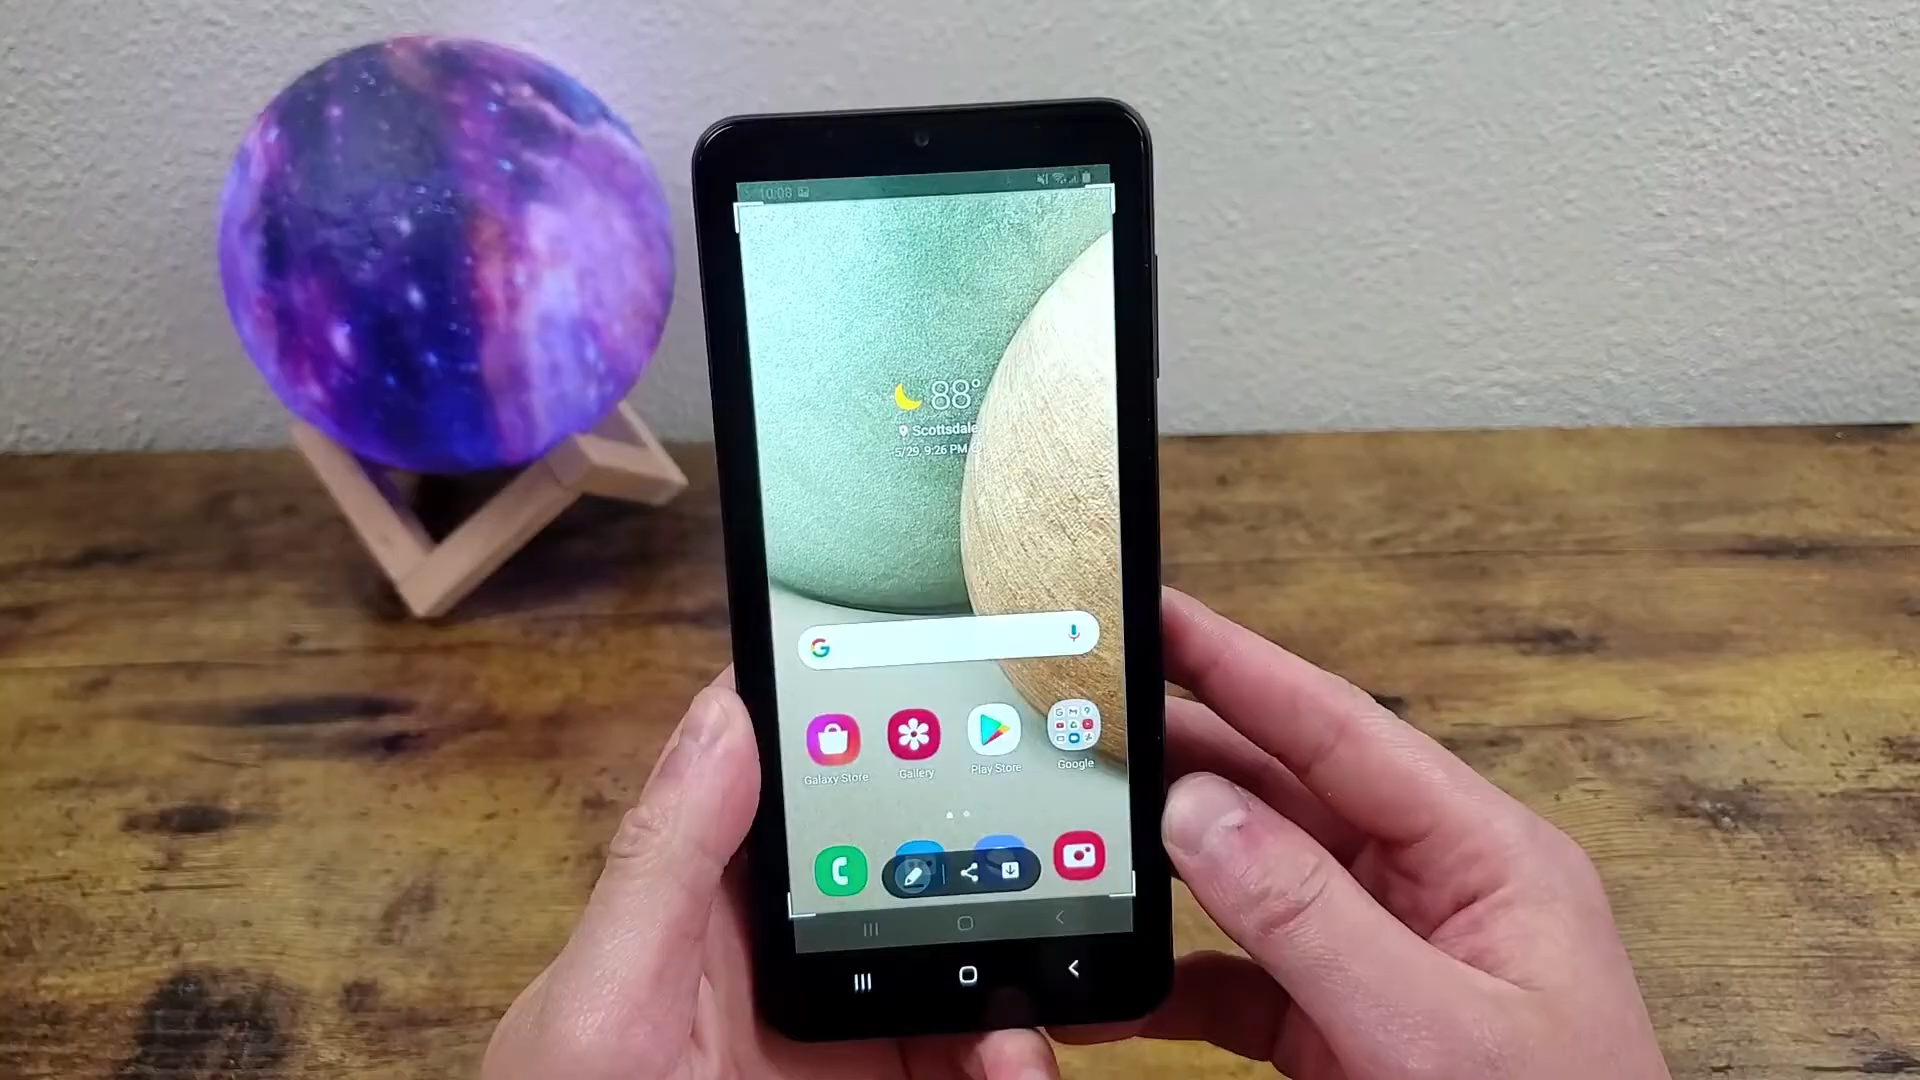 10:08
88°
Scottsdale
5/29, 9:26 PM
Galaxy Store
Gallery
Play Store
Google